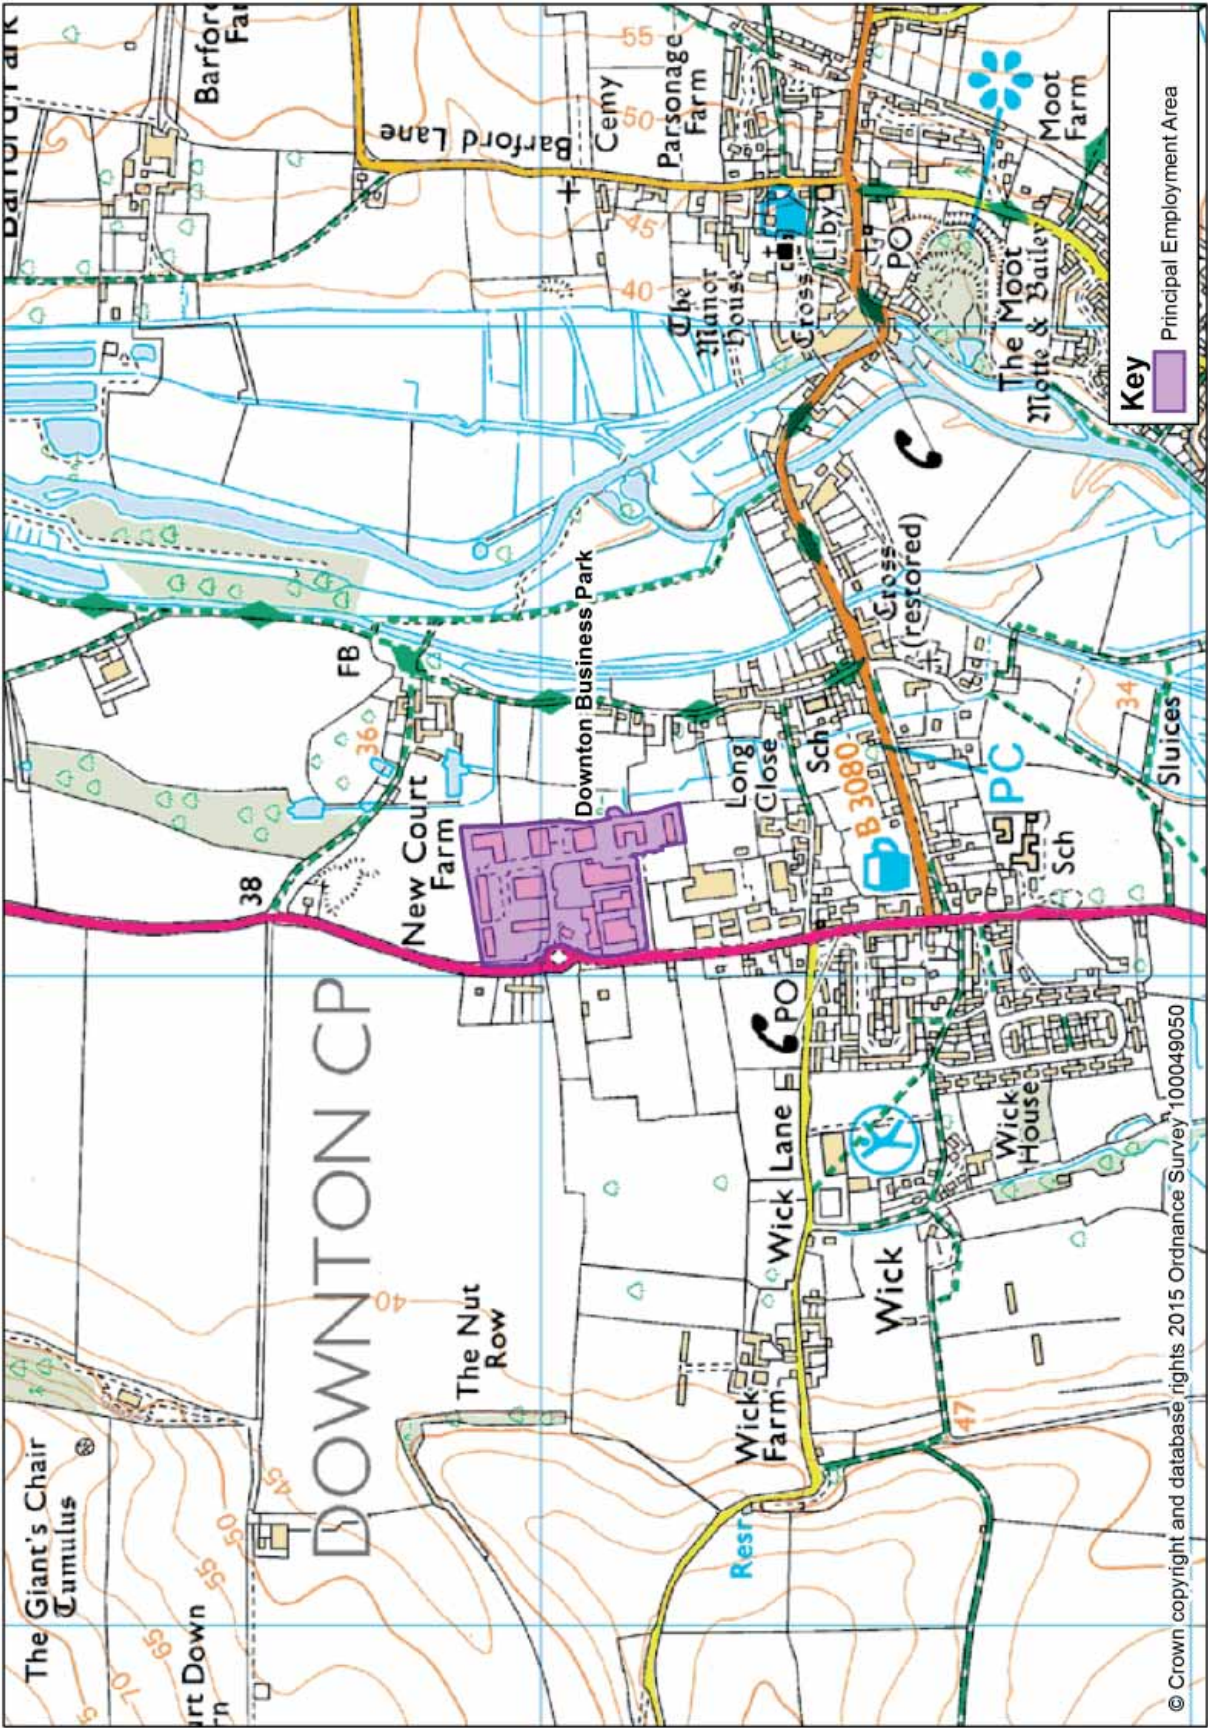 The Giant's Chair
Tumulus
70
65
55
50
45
40
DOWNTON CP
The Nut
Row
38
New Court
Farm
36
FB
Downton Business Park
Barford Lane
Cemy
Parsonage
Farm
55
50
45
40
The
Manor
House
Cross
Liby
PO
Moot
Farm
The Moot
Cross
(restored)
Long
Close
Sch
B 3080
PC
Sch
34
Sluices
PO
Wick Lane
Wick
House
Wick
Wick
Farm
47
Resr
Key
Principal Employment Area
© Crown copyright and database rights 2015 Ordnance Survey 100049050